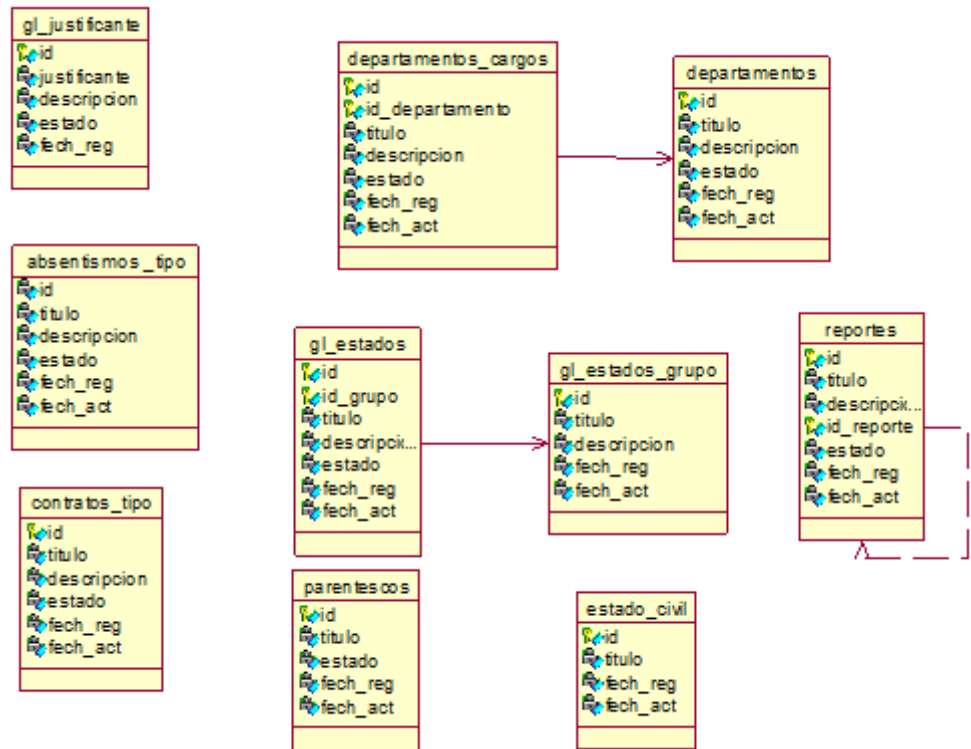 gl_justificante
id
justificante
descripcion
estado
fech_reg
departamentos_cargos
id
id_departamento
titulo
descripcion
estado
fech_reg
fech_act
departamentos
id
titulo
descripcion
estado
fech_reg
fech_act
absentismos_tipo
id
titulo
descripcion
estado
fech_reg
fech_act
gl_estados
id
id_grupo
titulo
descripcic...
estado
fech_reg
fech_act
gl_estados_grupo
id
titulo
descripcion
fech_reg
fech_act
reportes
id
titulo
descripcic...
id_reporte
estado
fech_reg
fech_act
contratos_tipo
id
titulo
descripcion
estado
fech_reg
fech_act
parentescos
id
titulo
estado
fech_reg
fech_act
estado_civil
id
titulo
fech_reg
fech_act